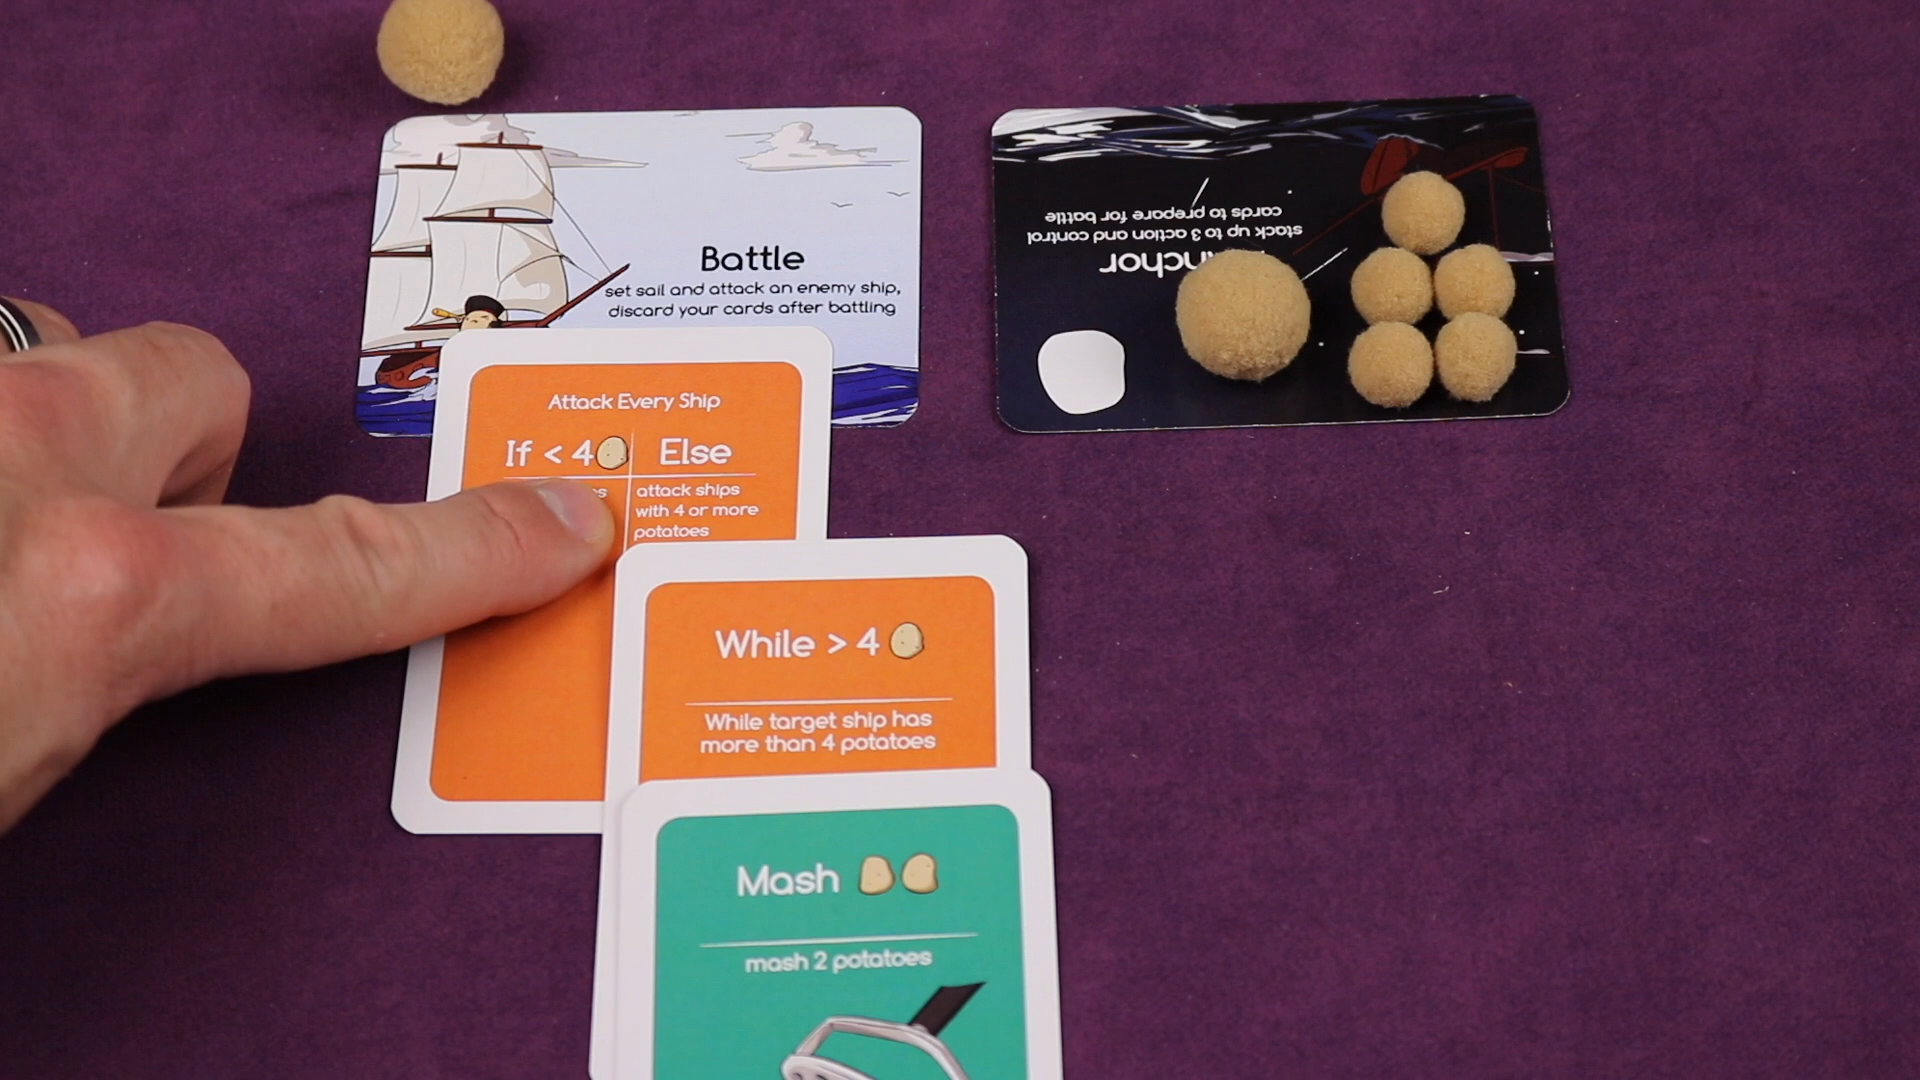 Battle
set sail and attack an enemy ship,
discard your cards after battling
stack up to 3 action and control
cards to prepare for battle
Attack Every Ship
If < 4
Else
attack ships
with 4 or more
potatoes
While > 4
While target ship has
more than 4 potatoes
Mash
mash 2 potatoes